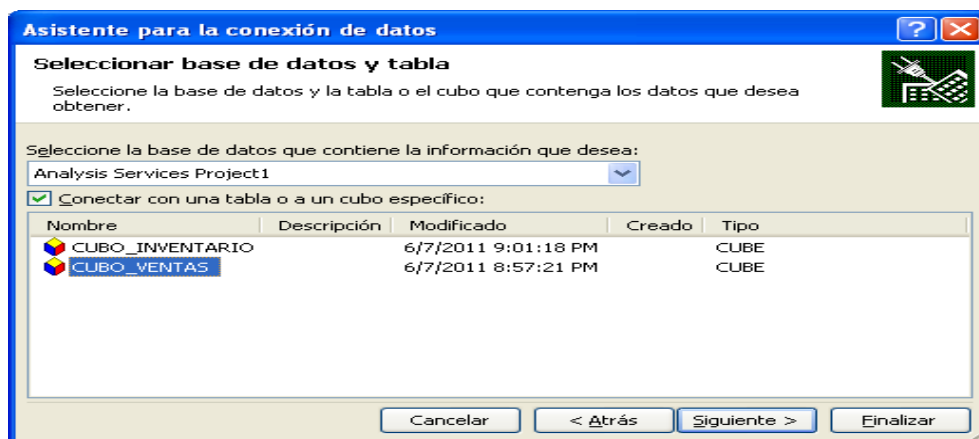 Asistente para la conexión de datos
Seleccionar base de datos y tabla
Seleccione la base de datos y la tabla o el cubo que contenga los datos que desea
obtener.
Seleccione la base de datos que contiene la información que desea:
Analysis Services Project1
Conectar con una tabla o a un cubo específico:
Nombre Descripción Modificado Creado Tipo
CUBO_INVENTARIO 6/7/2011 9:01:18 PM CUBE
CUBO_VENTAS 6/7/2011 8:57:21 PM CUBE
Cancelar < Atrás Siguiente > Finalizar